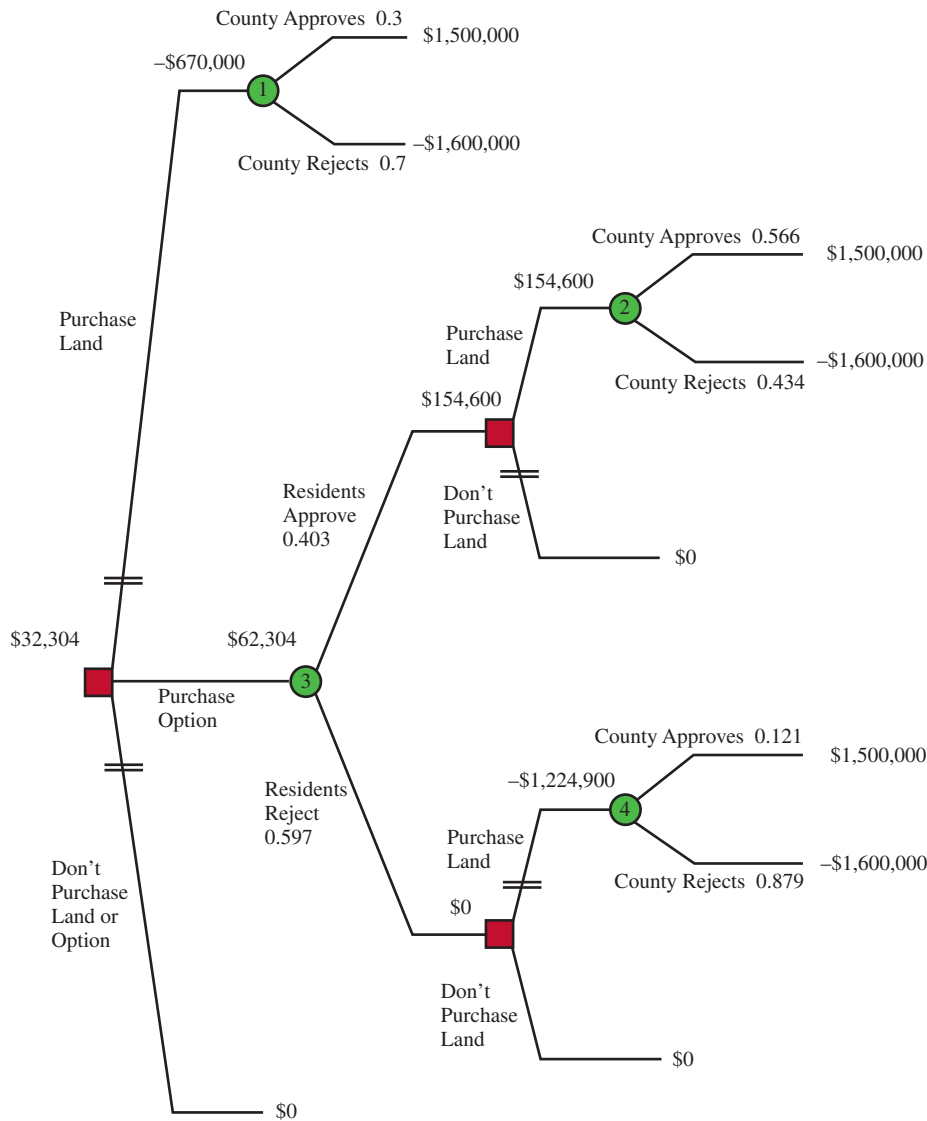 County Approves 0.3
$1,500,000
–$670,000
1
–$1,600,000
County Rejects 0.7
County Approves 0.566
$1,500,000
$154,600
2
Purchase
Land
Purchase
Land
–$1,600,000
County Rejects 0.434
$154,600
Residents
Approve
0.403
Don't
Purchase
Land
$0
$32,304
$62,304
3
Purchase
Option
County Approves 0.121
$1,500,000
–$1,224,900
4
Residents
Reject
0.597
Purchase
Land
–$1,600,000
County Rejects 0.879
Don't
Purchase
Land or
Option
$0
Don't
Purchase
Land
$0
$0